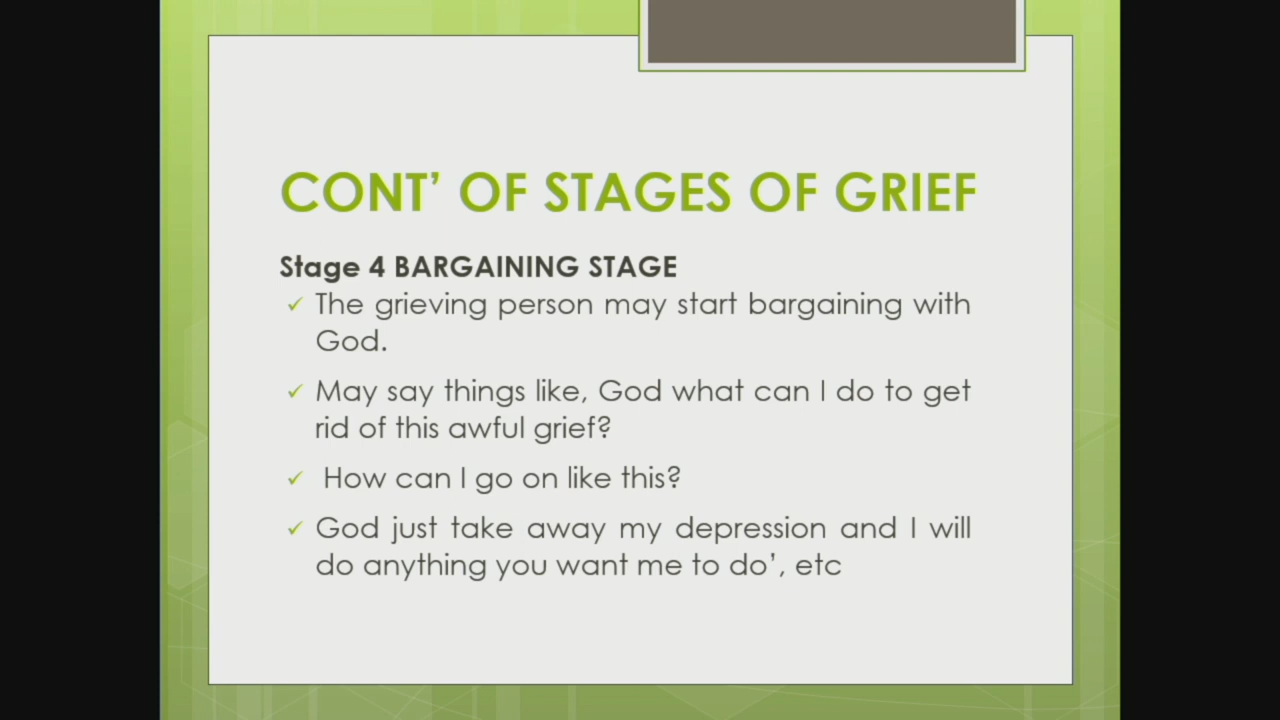 CONT’ OF STAGES OF GRIEF
Stage 4 BARGAINING STAGE
✓ The grieving person may start bargaining with
God.
✓ May say things like, God what can I do to get
rid of this awful grief?
✓ How can I go on like this?
✓ God just take away my depression and I will
do anything you want me to do’, etc